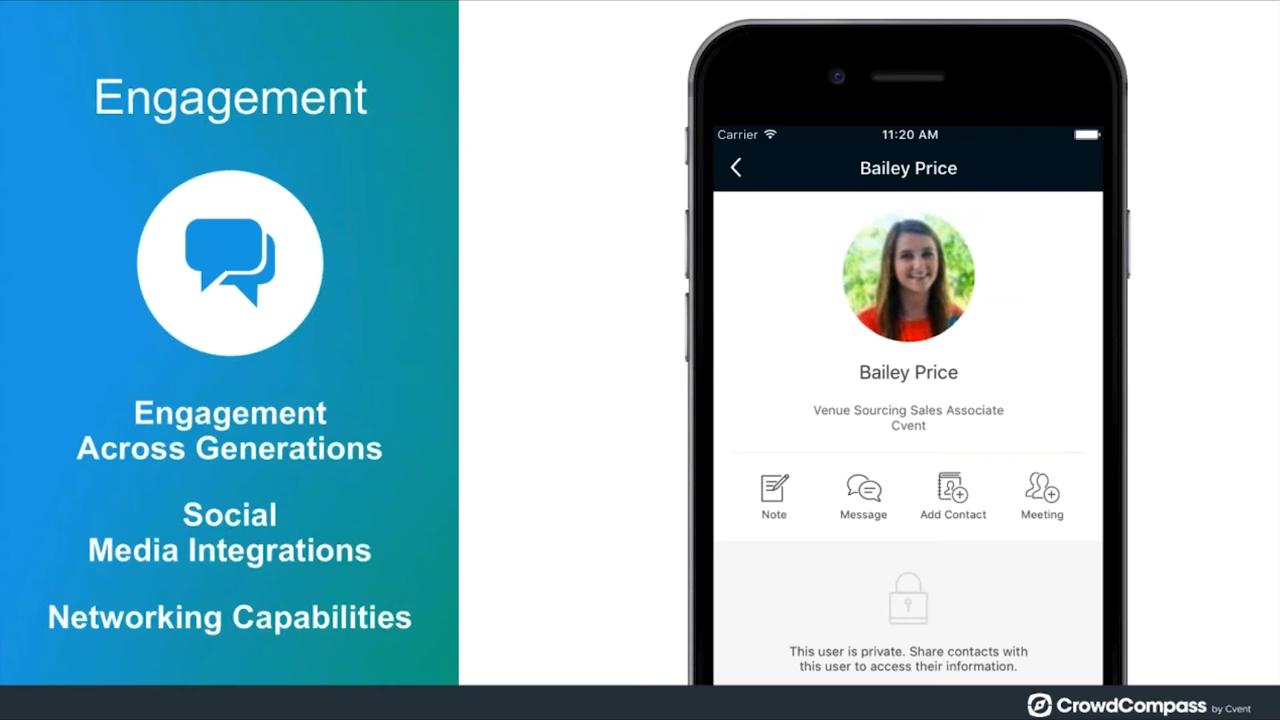 Engagement
Engagement
Across Generations
Social
Media Integrations
Networking Capabilities
Carrier
11:20 AM
Bailey Price
Bailey Price
Venue Sourcing Sales Associate
Cvent
Note
Message
Add Contact
Meeting
This user is private. Share contacts with
this user to access their information.
CrowdCompass by Cvent